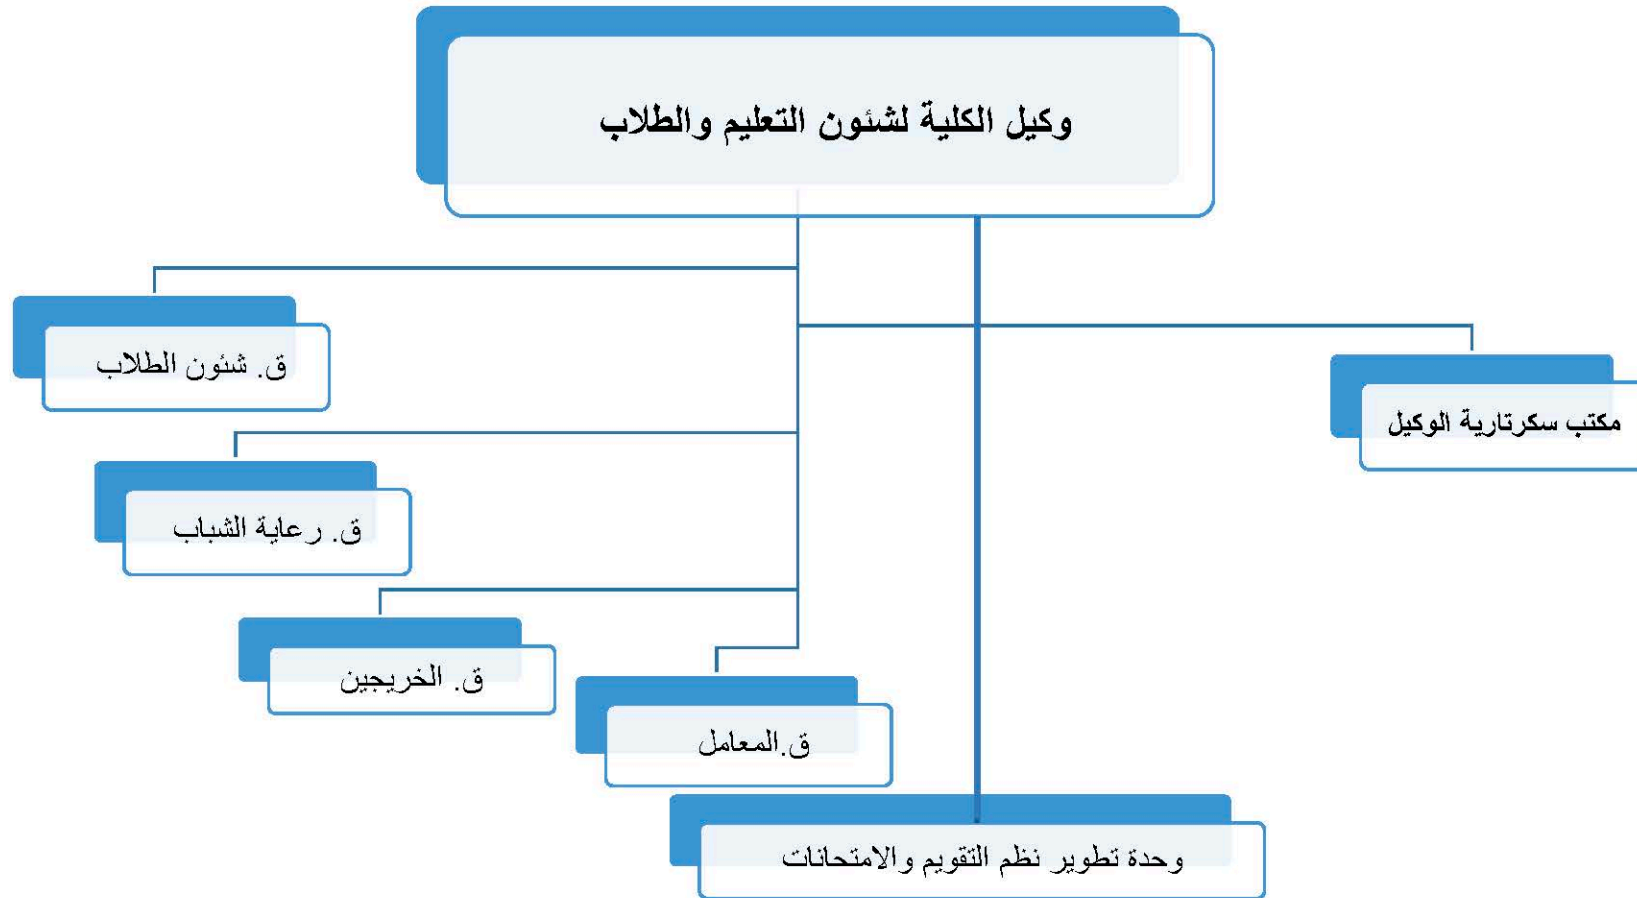 وكيل الكلية لشئون التعليم والطلاب
ق. شئون الطلاب
مكتب سكرتارية الوكيل
ق. رعاية الشباب
ق. الخريجين
ق.المعامل
وحدة تطوير نظم التقويم والامتحانات